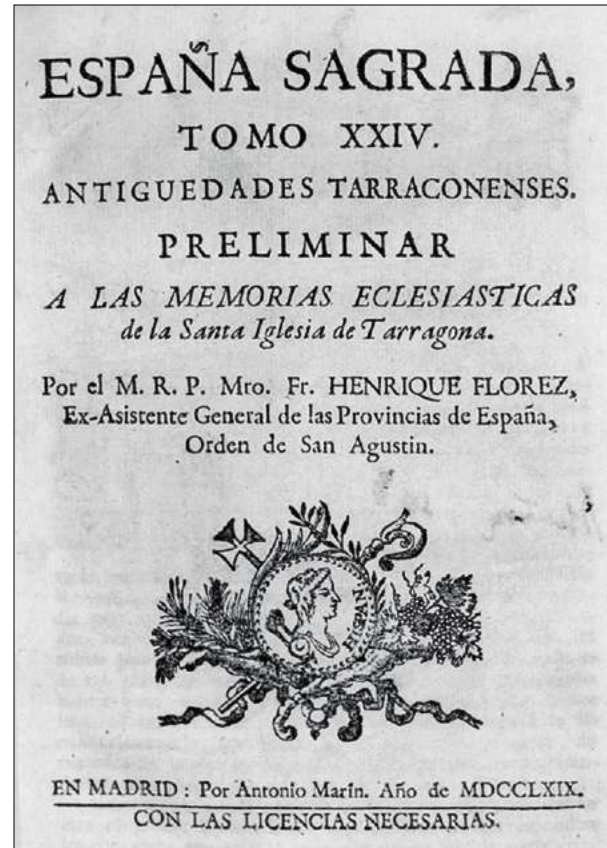 ESPAÑA SAGRADA,
TOMO XXIV.
ANTIGUEDADES TARRACONENSES.
PRELIMINAR
A LAS MEMORIAS ECLESIASTICAS
de la Santa Iglesia de Tarragona.
Por el M. R. P. Mro. Fr. HENRIQUE FLOREZ,
Ex-Asistente General de las Provincias de España,
Orden de San Agustin.
HISPAN
EN MADRID : Por Antonio Marin. Año de MDCCLXIX.
CON LAS LICENCIAS NECESARIAS.